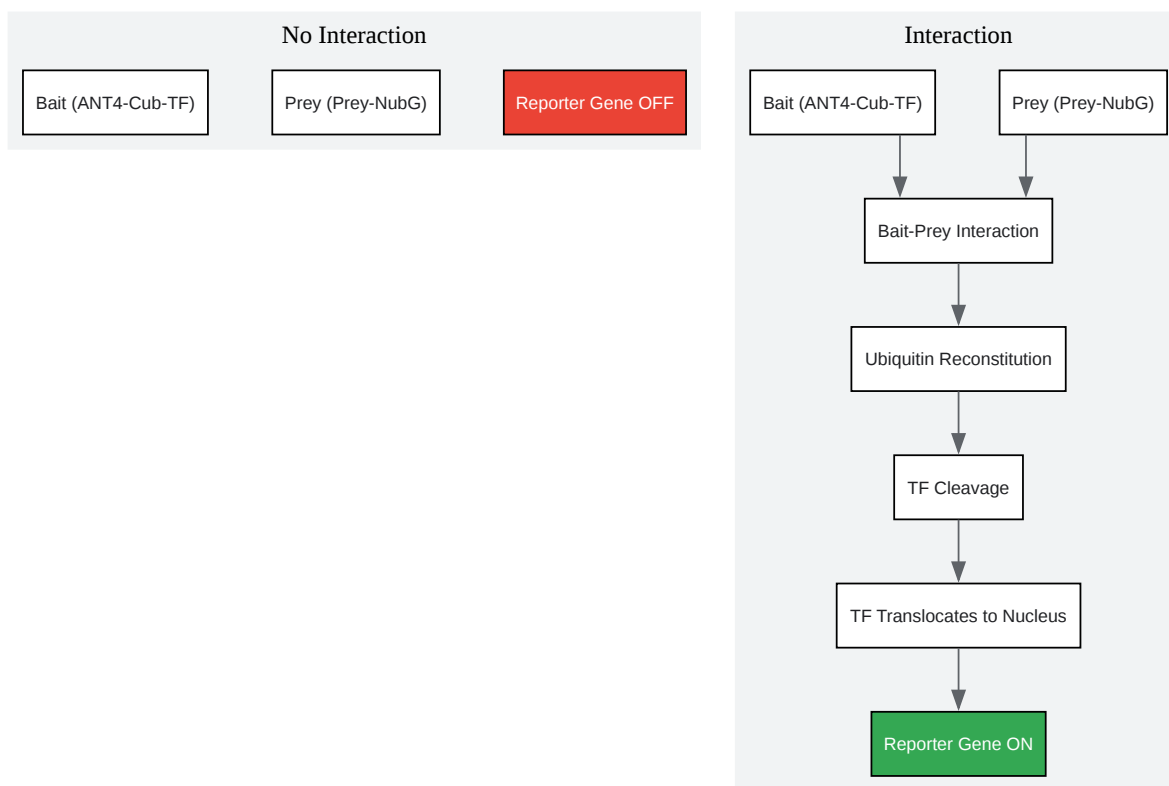 No Interaction
Bait (ANT4-Cub-TF)
Prey (Prey-NubG)
Reporter Gene OFF
Interaction
Bait (ANT4-Cub-TF)
Prey (Prey-NubG)
Bait-Prey Interaction
Ubiquitin Reconstitution
TF Cleavage
TF Translocates to Nucleus
Reporter Gene ON